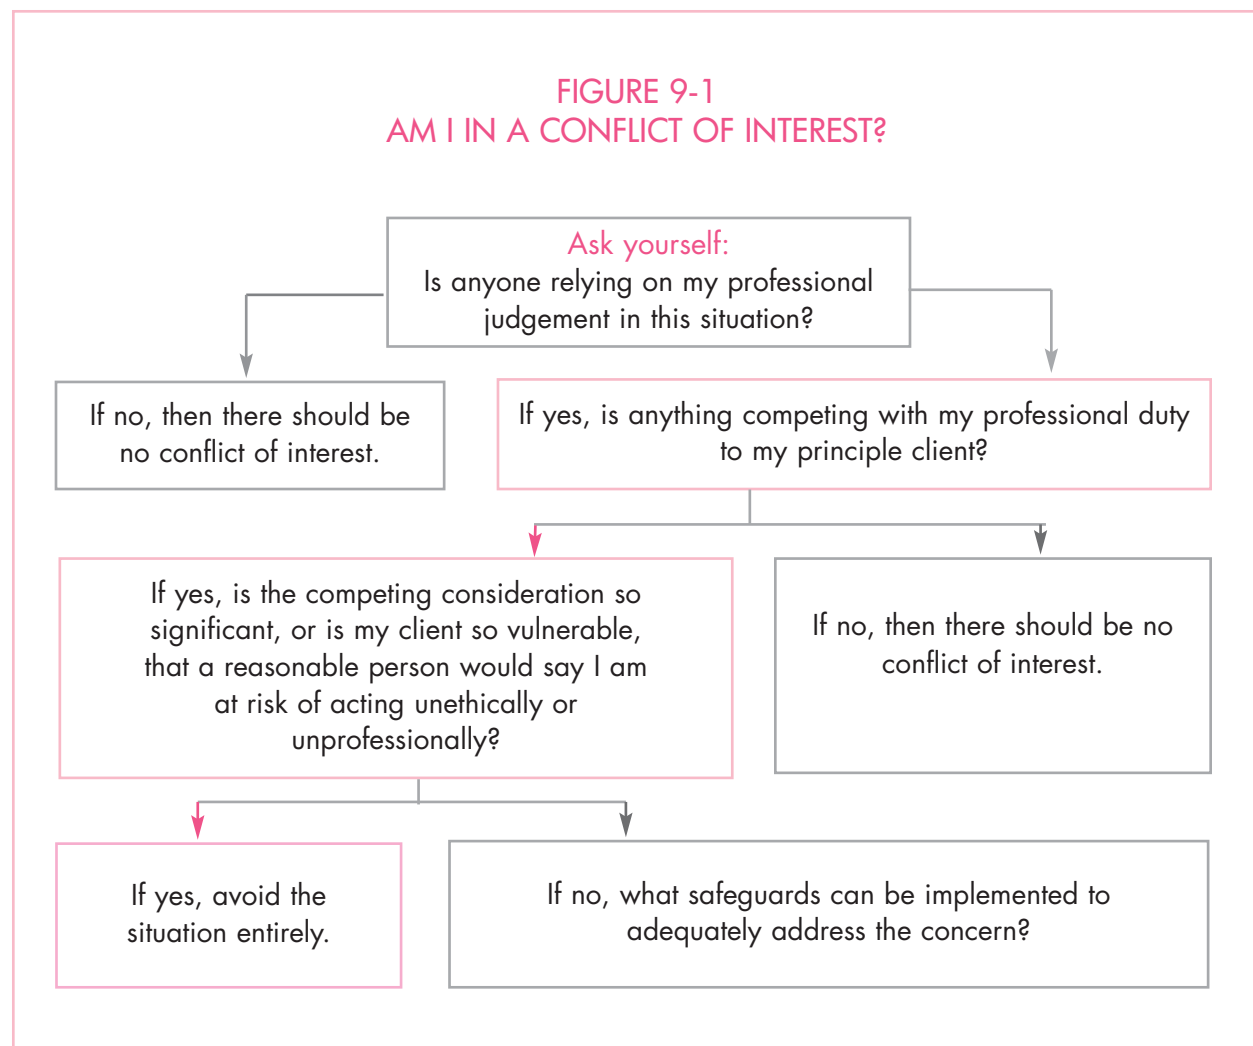 FIGURE 9-1
AM I IN A CONFLICT OF INTEREST?
Ask yourself:
Is anyone relying on my professional
judgement in this situation?
If no, then there should be
no conflict of interest.
If yes, is anything competing with my professional duty
to my principle client?
If yes, is the competing consideration so
significant, or is my client so vulnerable,
that a reasonable person would say I am
at risk of acting unethically or
unprofessionally?
If no, then there should be no
conflict of interest.
If yes, avoid the
situation entirely.
If no, what safeguards can be implemented to
adequately address the concern?